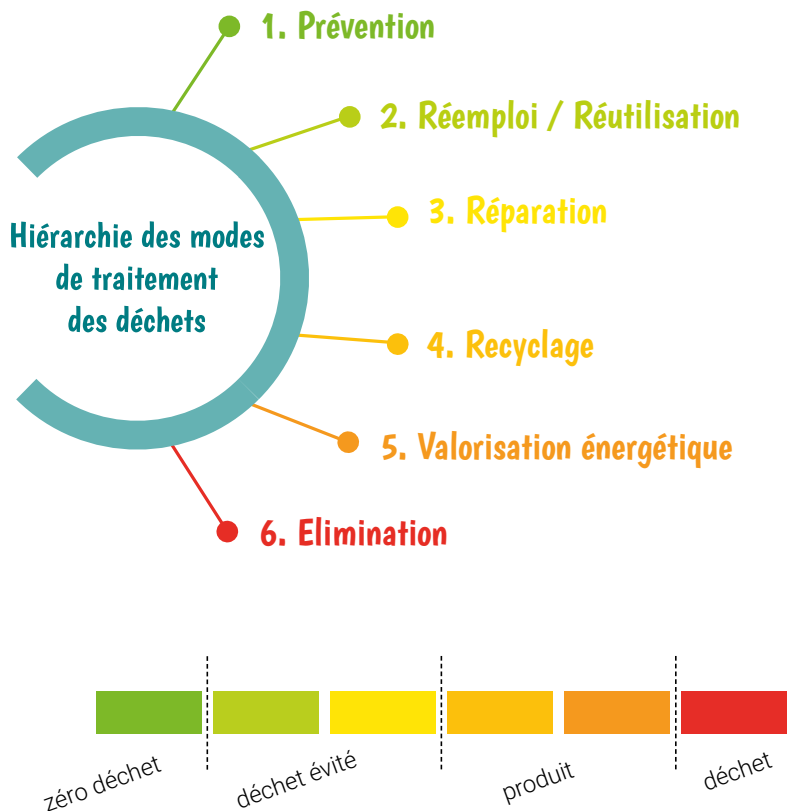 1. Prévention
2. Réemploi / Réutilisation
3. Réparation
Hiérarchie des modes
de traitement
des déchets
4. Recyclage
5. Valorisation énergétique
6. Elimination
zéro déchet
déchet évité
produit
déchet